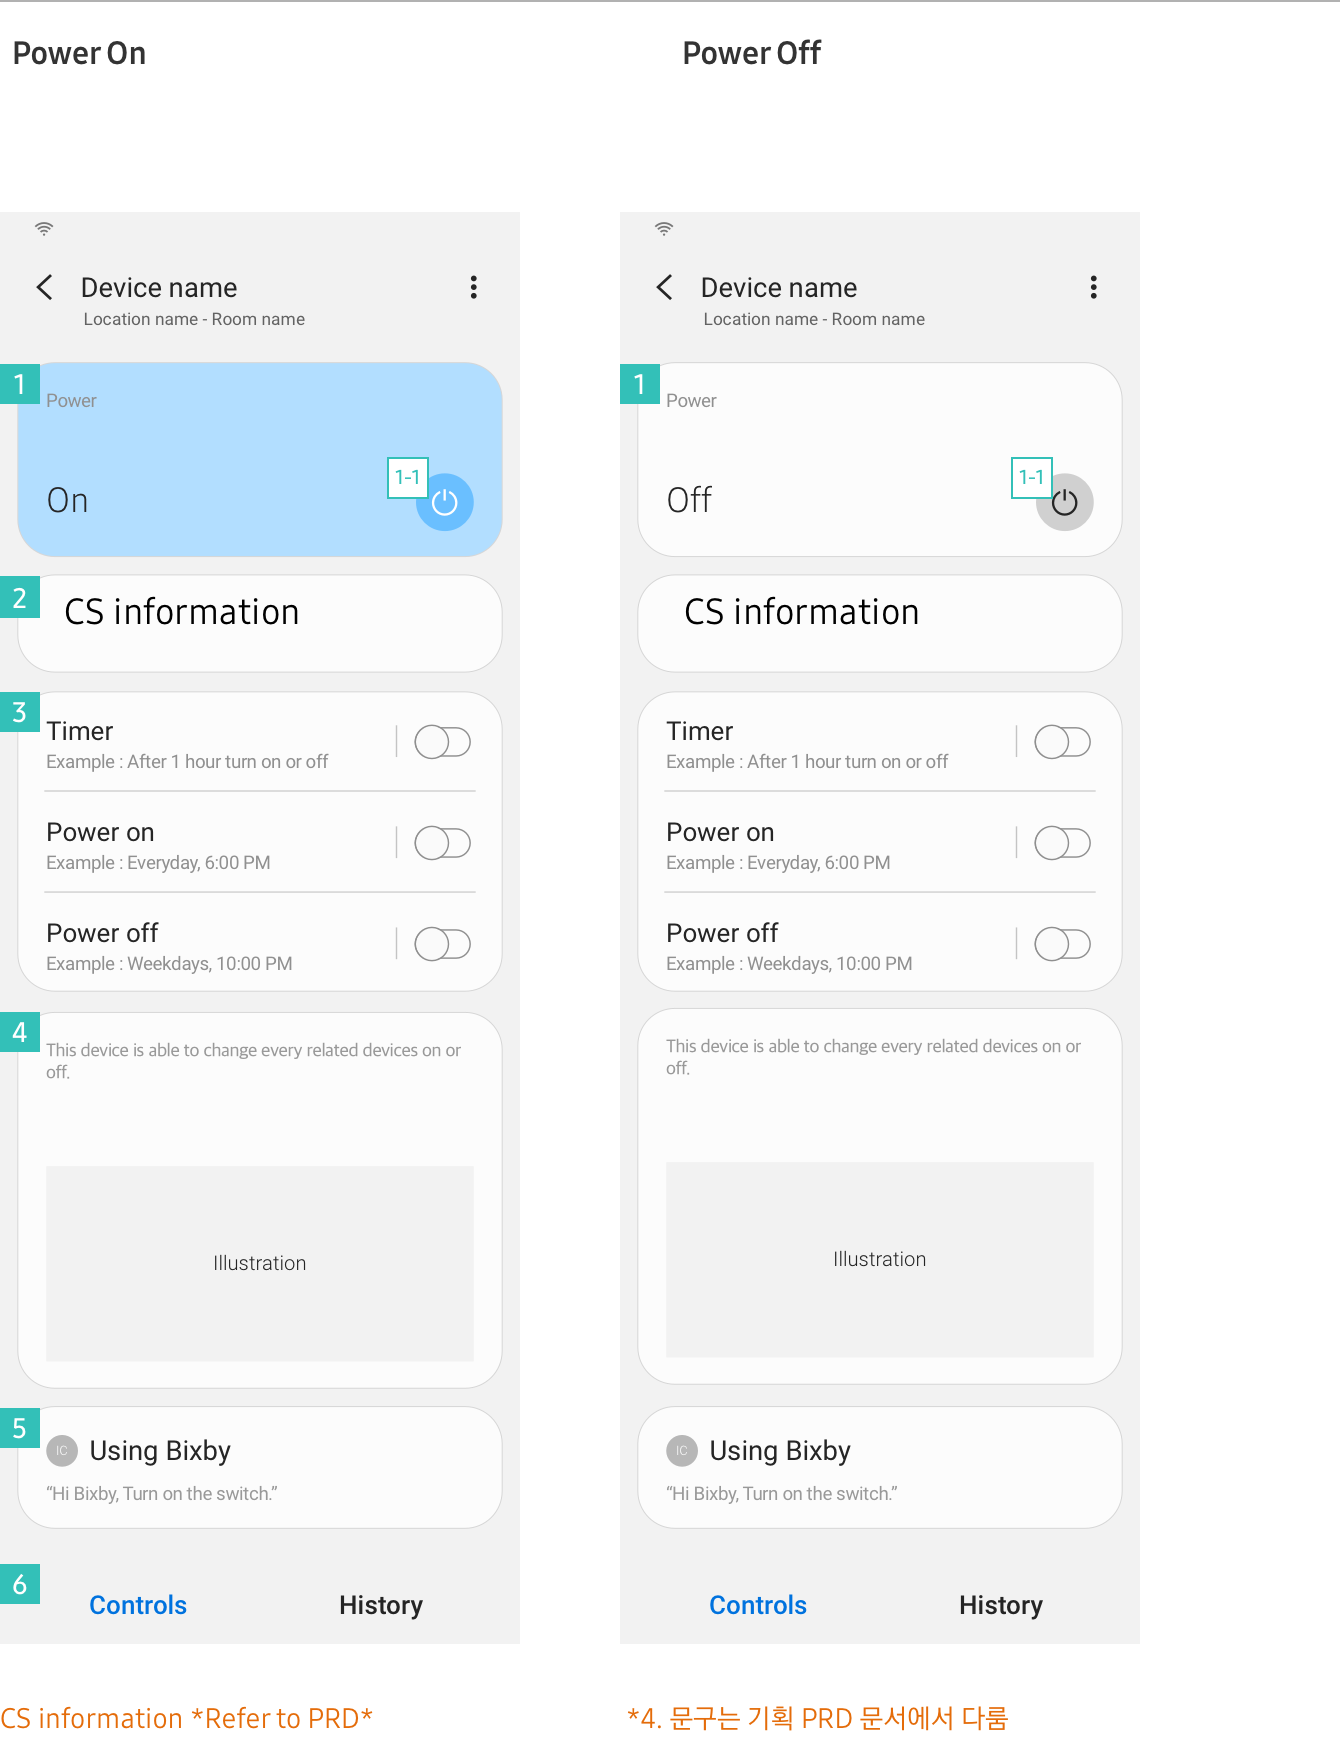 Power On
Power Off
Device name
Location name - Room name
1
Power
1-1
On
2
CS information
3
Timer
Example : After 1 hour turn on or off
Power on
Example : Everyday, 6:00 PM
Power off
Example : Weekdays, 10:00 PM
4
This device is able to change every related devices on or
off.
Illustration
5
IC Using Bixby
“Hi Bixby, Turn on the switch.”
6
Controls History
Device name
Location name - Room name
1
Power
1-1
Off
CS information
Timer
Example : After 1 hour turn on or off
Power on
Example : Everyday, 6:00 PM
Power off
Example : Weekdays, 10:00 PM
This device is able to change every related devices on or
off.
Illustration
IC Using Bixby
“Hi Bixby, Turn on the switch.”
Controls History
CS information *Refer to PRD*
*4. 문구는 기획 PRD 문서에서 다룸